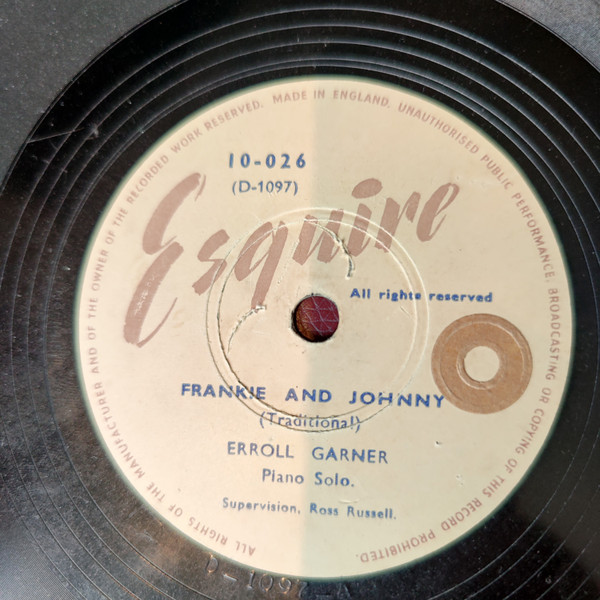 ALL RIGHTS OF THE MANUFACTURER AND OF THE OWNER OF THE RECORDED WORK RESERVED. MADE IN ENGLAND. UNAUTHORISED PUBLIC PERFORMANCE, BROADCASTING OR COPYING OF THIS RECORD PROHIBITED.
10-026
(D-1097)
Esquire
All rights reserved
FRANKIE AND JOHNNY
(Traditional)
ERROLL GARNER
Piano Solo.
Supervision, Ross Russell.
D-1097-A